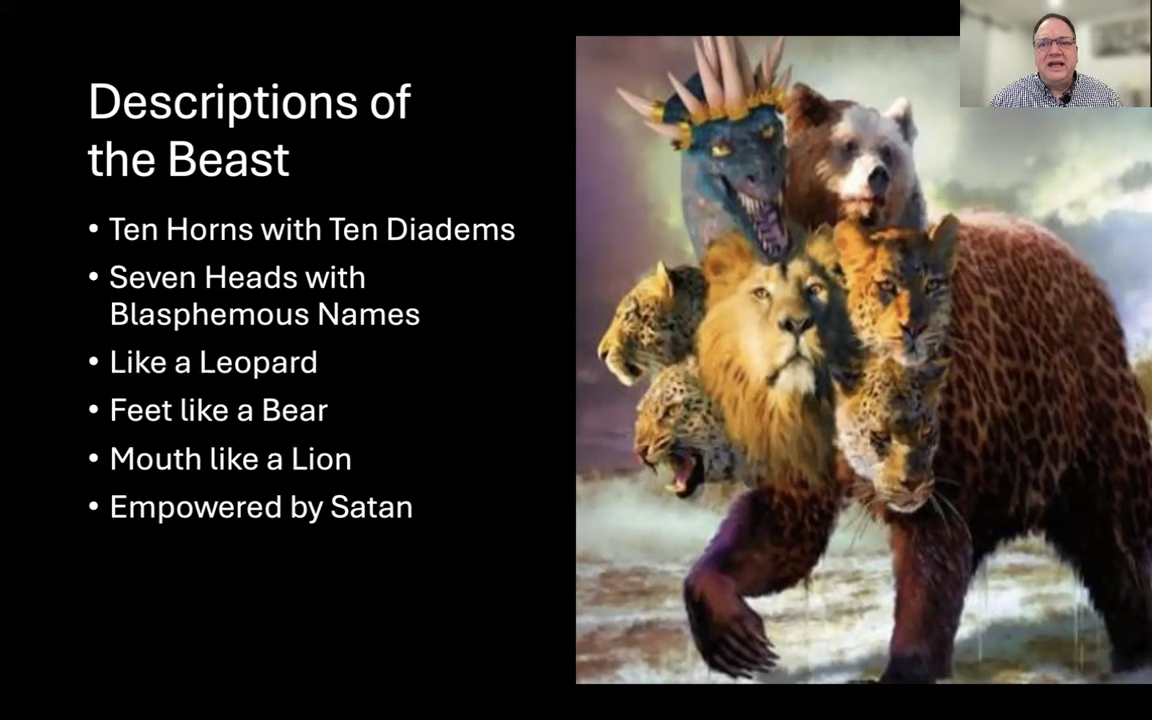 Descriptions of
the Beast
• Ten Horns with Ten Diadems
• Seven Heads with
Blasphemous Names
• Like a Leopard
• Feet like a Bear
• Mouth like a Lion
• Empowered by Satan